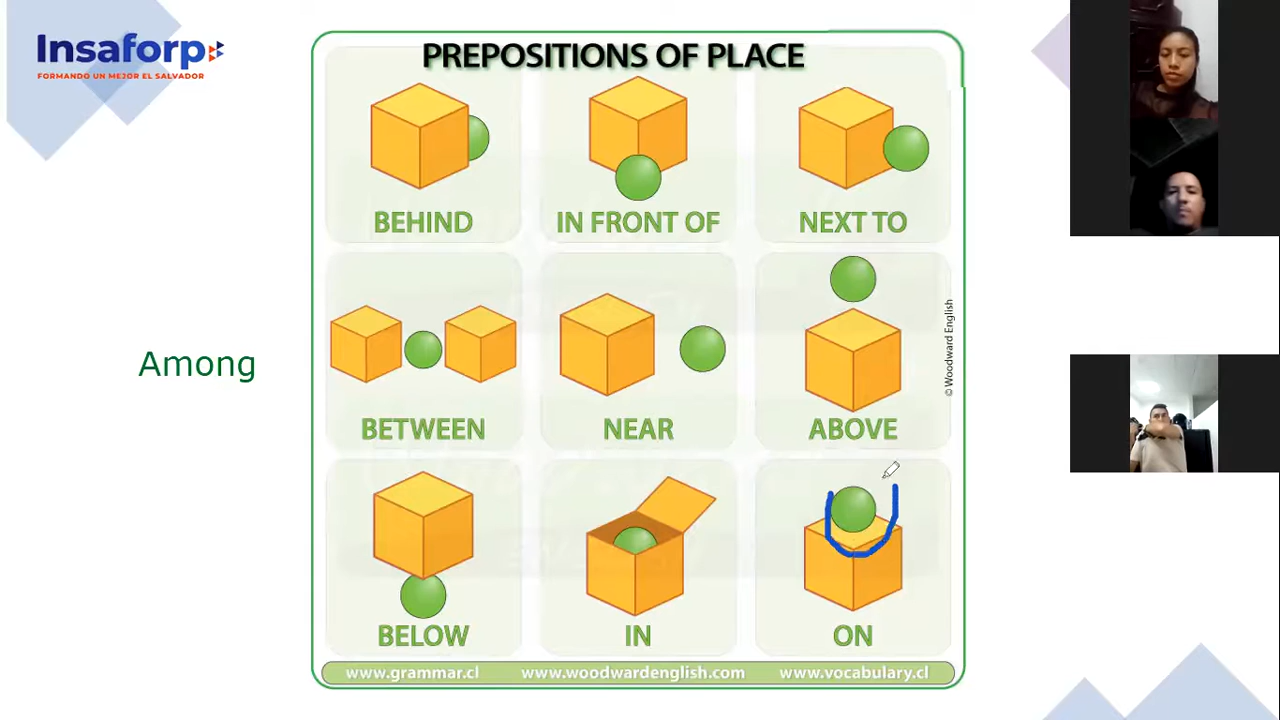 Insaforp
FORMANDO UN MEJOR EL SALVADOR
PREPOSITIONS OF PLACE
BEHIND
IN FRONT OF
NEXT TO
Among
BETWEEN
NEAR
ABOVE
© Woodward English
BELOW
IN
ON
www.grammar.cl
www.woodwardenglish.com
www.vocabulary.cl